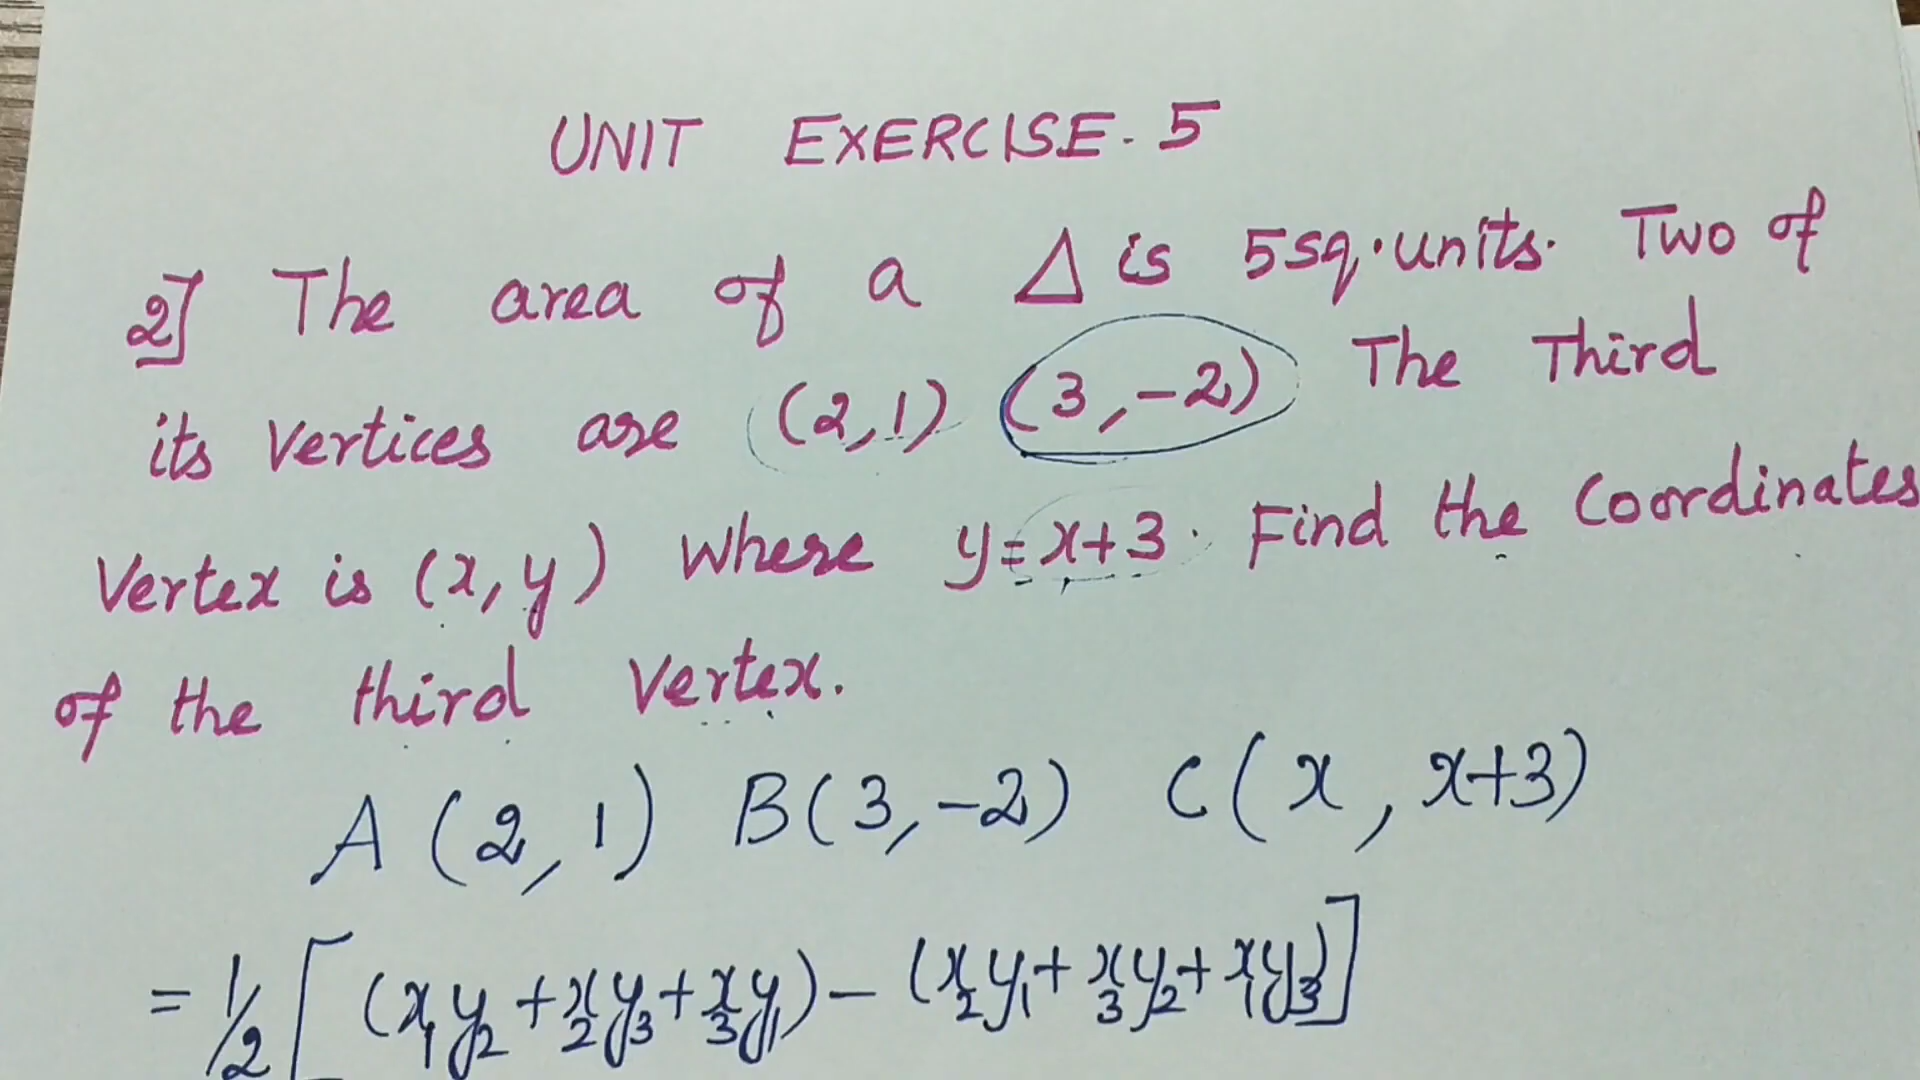 UNIT EXERCISE. 5
2] The area of a Δ is 5sq.units. Two of
its vertices are (2,1) (3,-2) The Third
Vertex is (x,y) where y=x+3. Find the Coordinates
of the third Vertex.
A(2,1) B(3,-2) C(x, x+3)
= 1/2 [(x₁y₂+x₂y₃+x₃y₁)-(x₂y₁+x₃y₂+x₁y₃)]